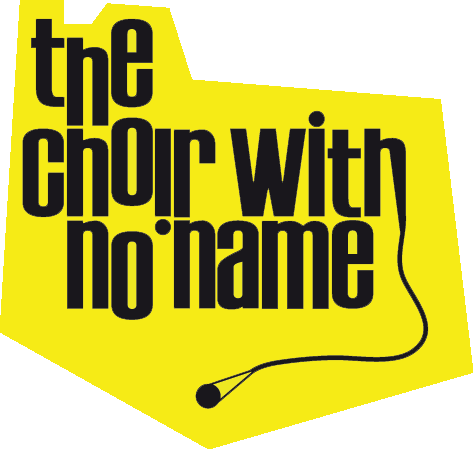 the
choir with
no name